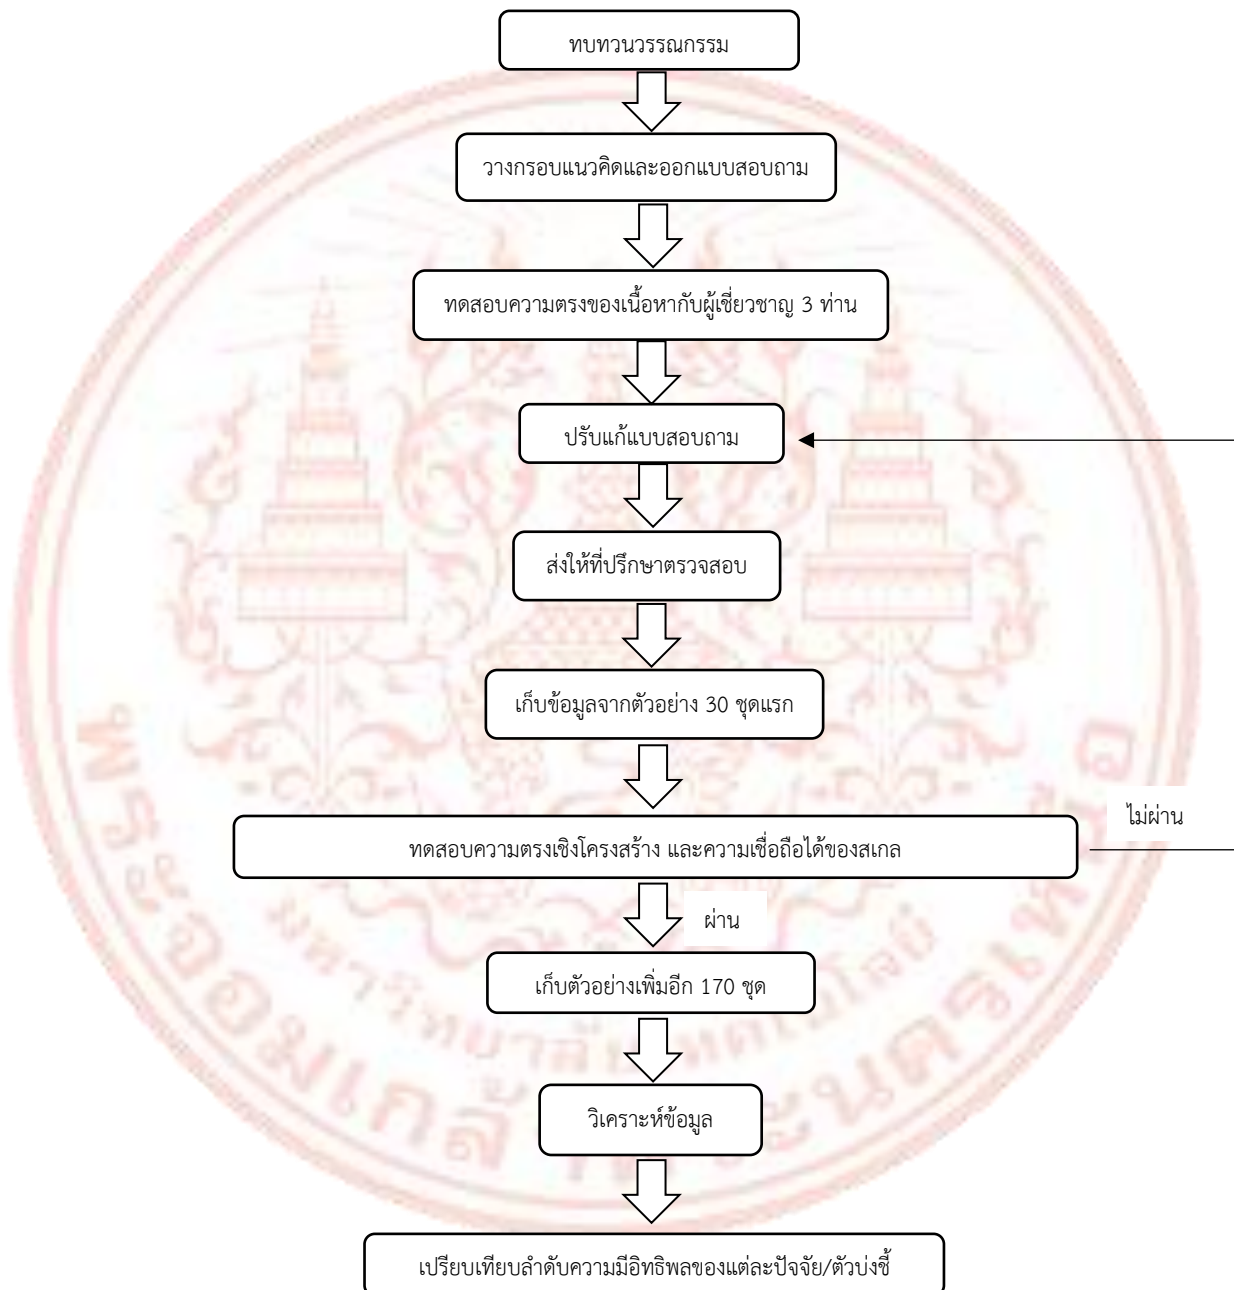 ทบทวนวรรณกรรม
วางกรอบแนวคิดและออกแบบสอบถาม
ทดสอบความตรงของเนื้อหากับผู้เชี่ยวชาญ 3 ท่าน
ปรับแก้แบบสอบถาม
ส่งให้ที่ปรึกษาตรวจสอบ
เก็บข้อมูลจากตัวอย่าง 30 ชุดแรก
ไม่ผ่าน
ทดสอบความตรงเชิงโครงสร้าง และความเชื่อถือได้ของสเกล
ผ่าน
เก็บตัวอย่างเพิ่มอีก 170 ชุด
วิเคราะห์ข้อมูล
เปรียบเทียบลำดับความมีอิทธิพลของแต่ละปัจจัย/ตัวบ่งชี้